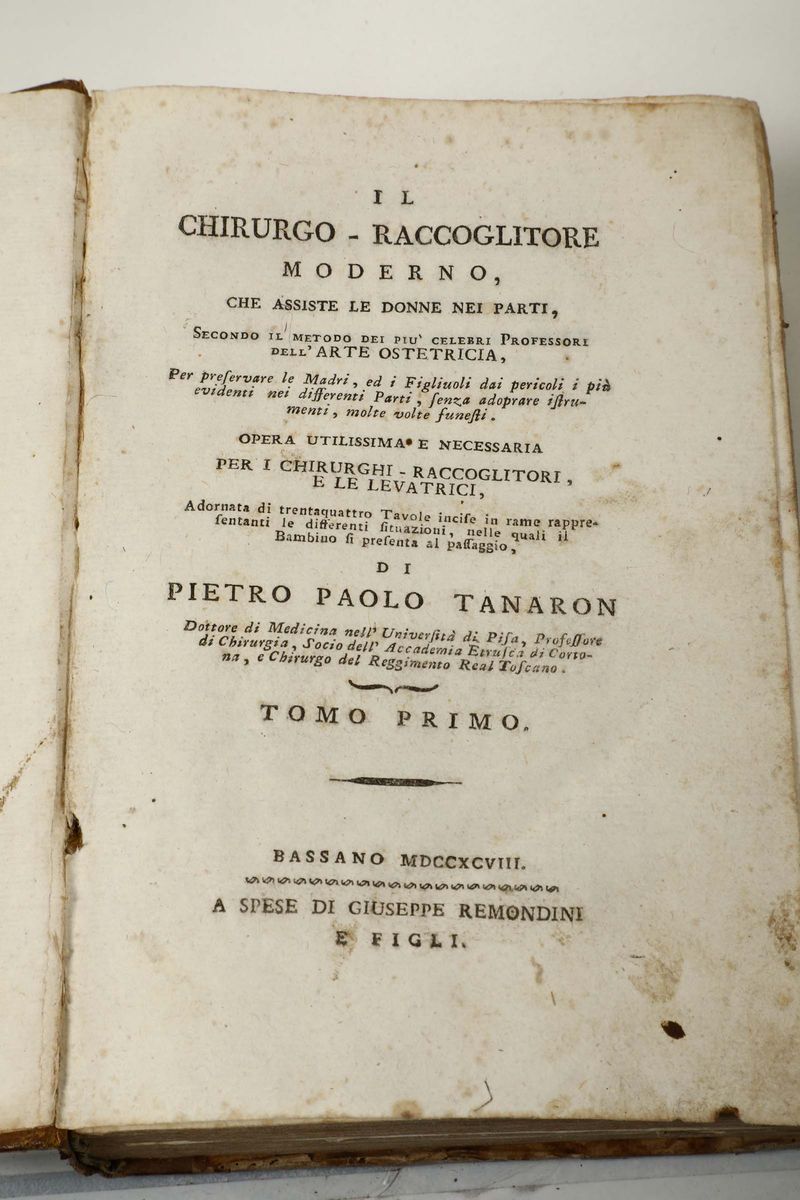 I L
CHIRURGO - RACCOGLITORE
MODERNO,
CHE ASSISTE LE DONNE NEI PARTI,
SECONDO IL METODO DEI PIU' CELEBRI PROFESSORI
DELL' ARTE OSTETRICIA,
Per preſervare le Madri, ed i Figliuoli dai pericoli i più
evidenti nei differenti Parti, ſenza adoprare iſtru-
menti, molte volte funeſti.
OPERA UTILISSIMA E NECESSARIA
PER I CHIRURGHI - RACCOGLITORI,
E LE LEVATRICI,
Adornata di trentaquattro Tavole inciſe in rame rappre-
ſentanti le differenti ſituazioni, nelle quali il
Bambino ſi preſenta al paſſaggio,
D I
PIETRO PAOLO TANARON
Dottore di Medicina nell' Univerſità di Piſa, Profeſſore
di Chirurgia, Socio dell' Accademia Etruſca di Corto-
na, e Chirurgo del Reggimento Real Toſcano.
TOMO PRIMO.
BASSANO MDCCXCVIII.
A SPESE DI GIUSEPPE REMONDINI
E FIGLI.